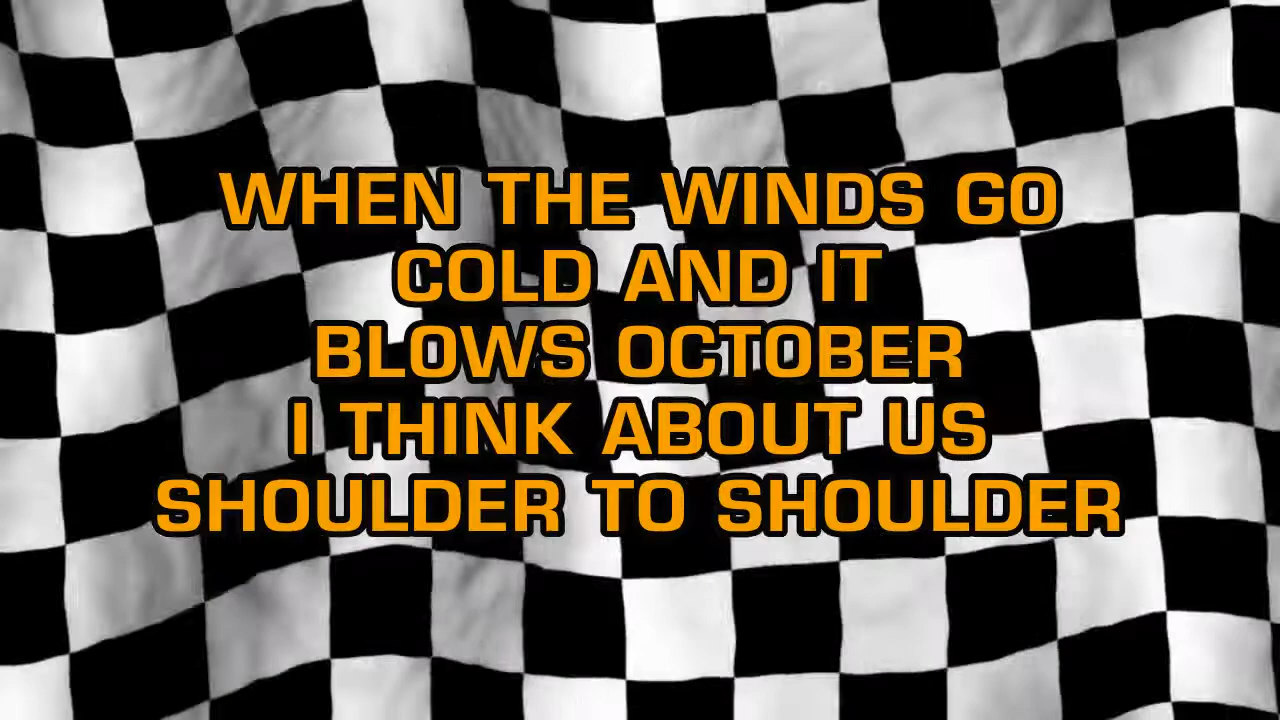 WHEN THE WINDS GO
COLD AND IT
BLOWS OCTOBER
I THINK ABOUT US
SHOULDER TO SHOULDER